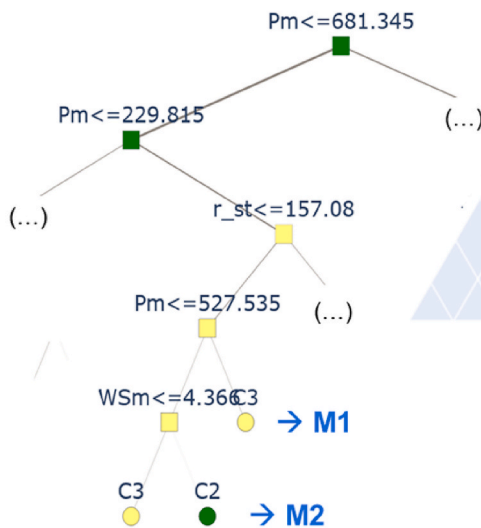 Pm<=681.345
Pm<=229.815
(...)
(...)
r_st<=157.08
(...)
Pm<=527.535
WSm<=4.366
C3
→ M1
C3
C2
→ M2